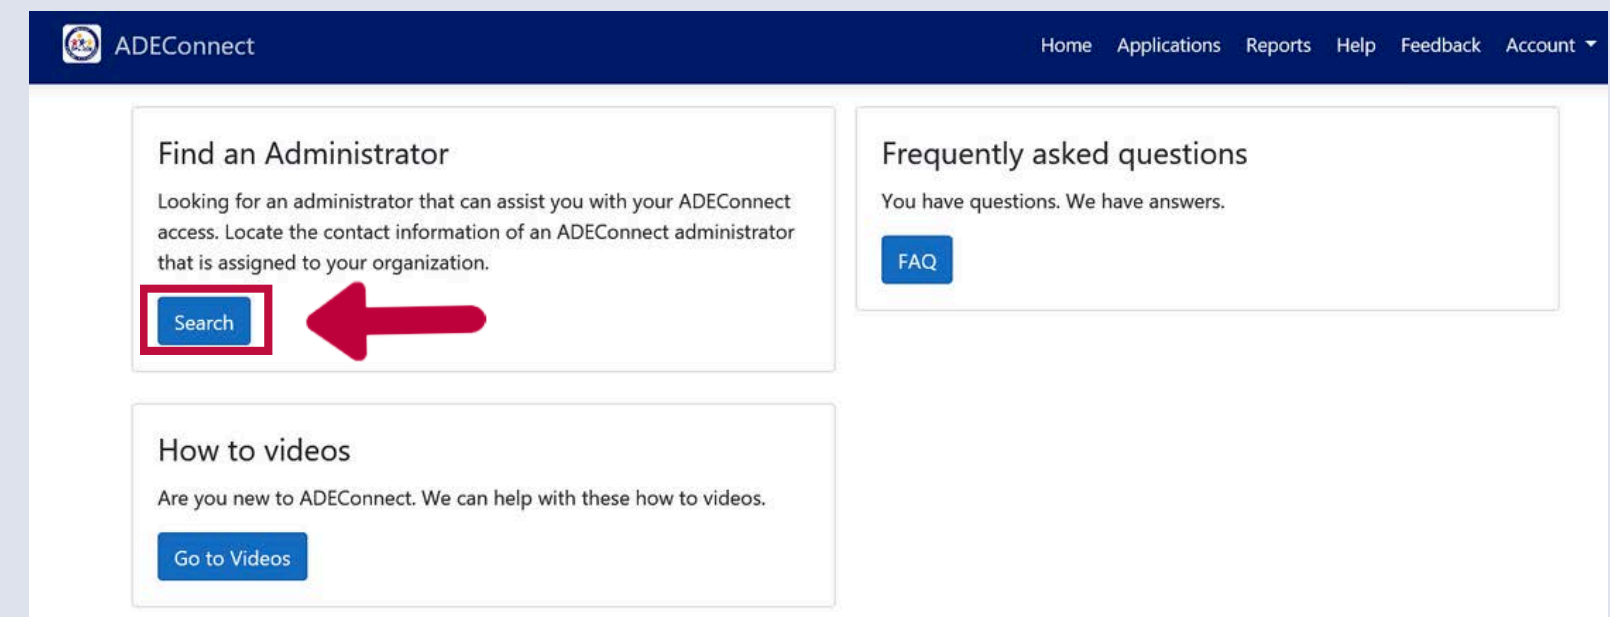 ADEConnect
Home Applications Reports Help Feedback Account
Find an Administrator
Looking for an administrator that can assist you with your ADEConnect
access. Locate the contact information of an ADEConnect administrator
that is assigned to your organization.
Search
Frequently asked questions
You have questions. We have answers.
FAQ
How to videos
Are you new to ADEConnect. We can help with these how to videos.
Go to Videos